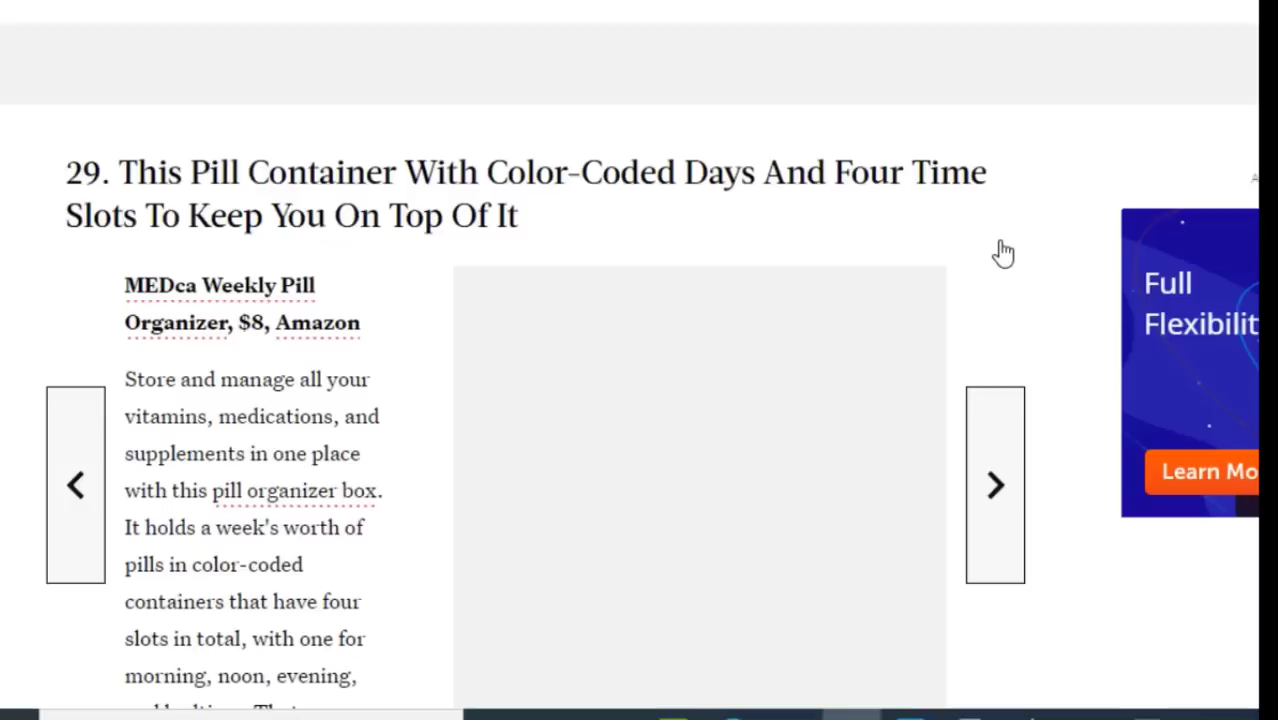 29. This Pill Container With Color-Coded Days And Four Time
Slots To Keep You On Top Of It
MEDca Weekly Pill
Organizer, $8, Amazon
Store and manage all your
vitamins, medications, and
supplements in one place
with this pill organizer box.
It holds a week's worth of
pills in color-coded
containers that have four
slots in total, with one for
morning, noon, evening,
Full
Flexibilit
Learn Mo